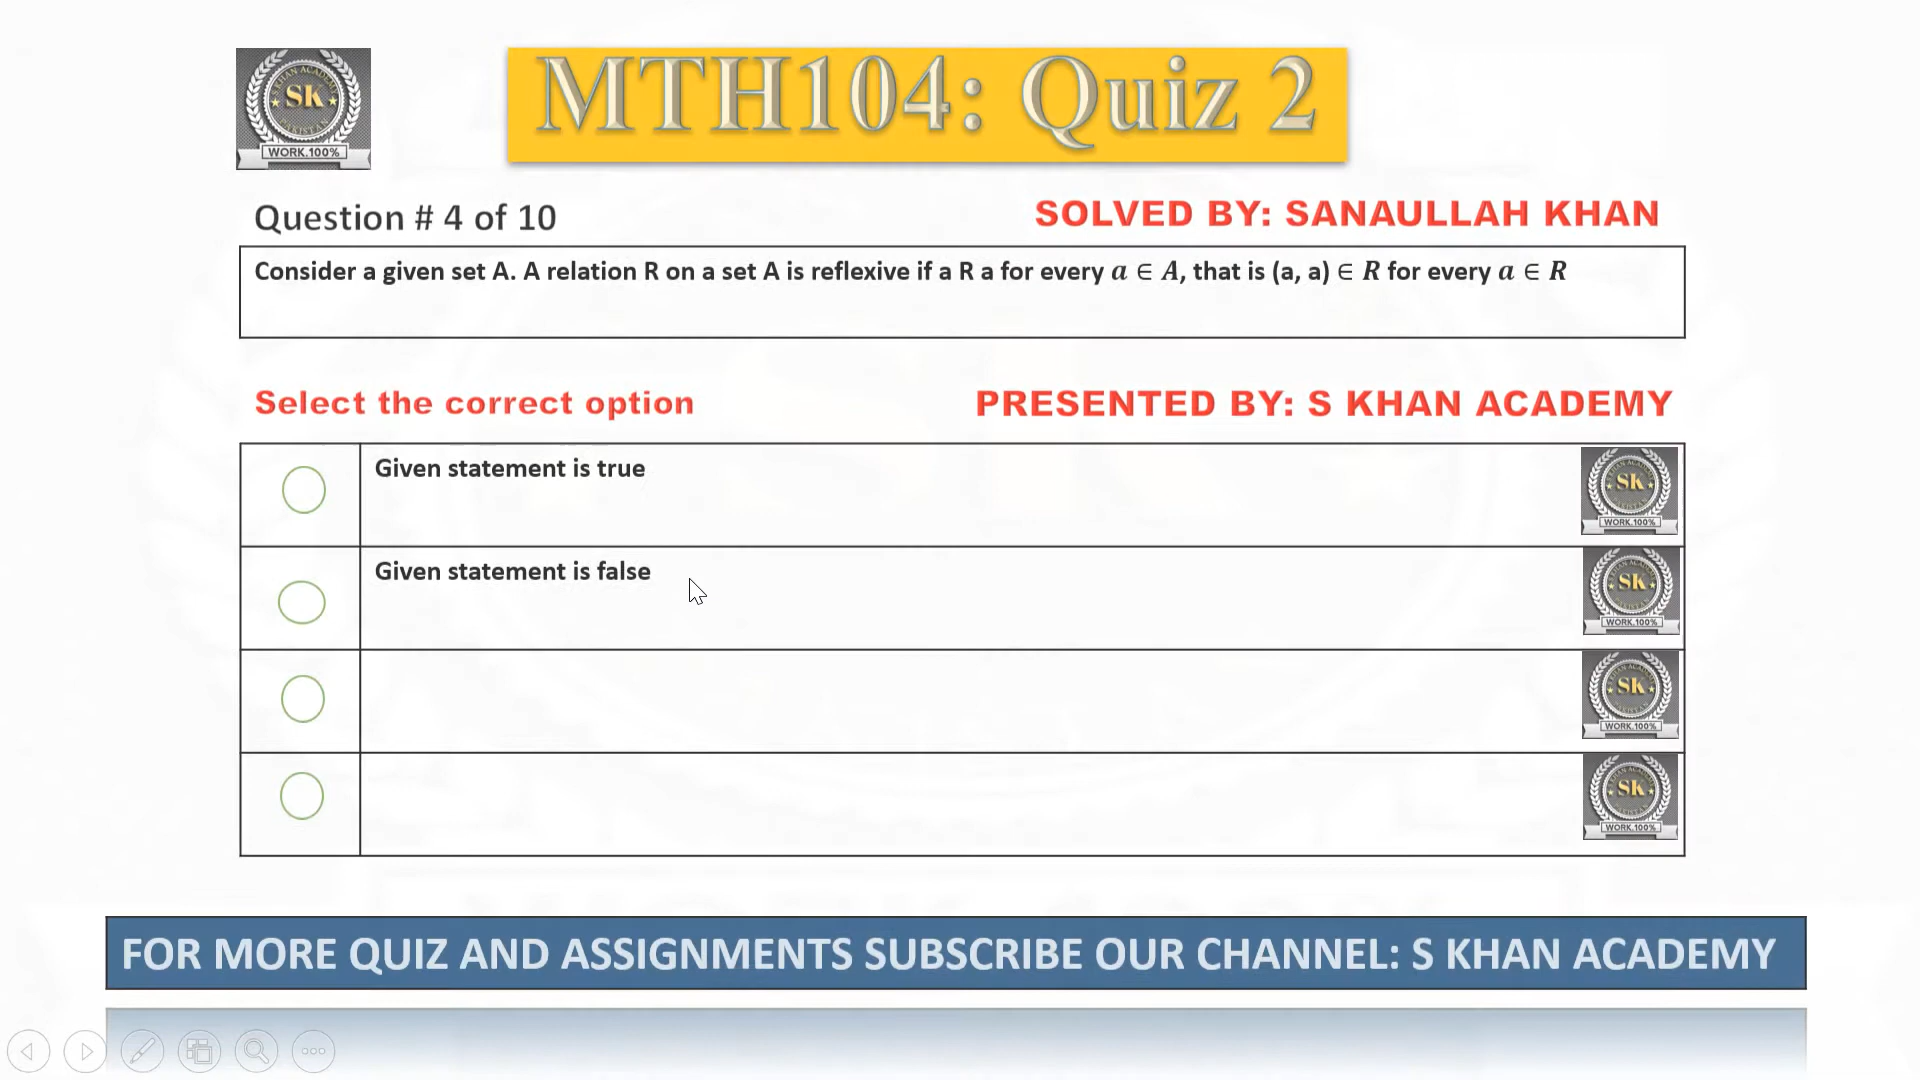 MTH104: Quiz 2
SK
WORK.100%
Question # 4 of 10
SOLVED BY: SANAULLAH KHAN
Consider a given set A. A relation R on a set A is reflexive if a R a for every a ∈ A, that is (a, a) ∈ R for every a ∈ R
Select the correct option
PRESENTED BY: S KHAN ACADEMY
Given statement is true
SK
WORK.100%
Given statement is false
SK
WORK.100%
SK
WORK.100%
SK
WORK.100%
FOR MORE QUIZ AND ASSIGNMENTS SUBSCRIBE OUR CHANNEL: S KHAN ACADEMY